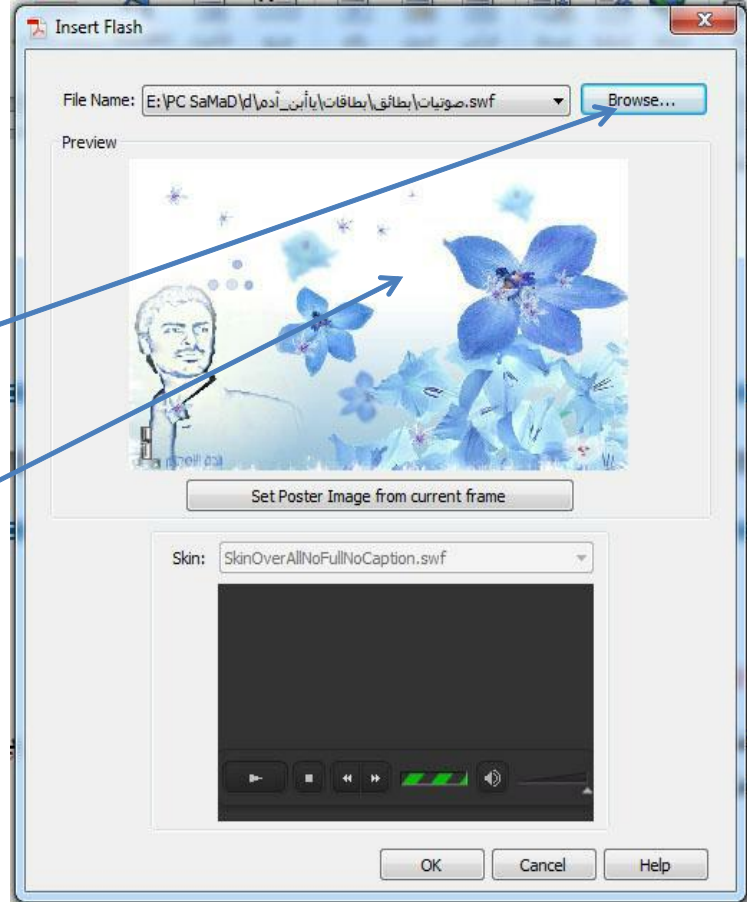 Insert Flash
File Name: E:\PC SaMaD\d\صوتيات\بطائق\بطاقات\ياأبن_آدم.swf Browse...
Preview
Set Poster Image from current frame
Skin: SkinOverAllNoFullNoCaption.swf
OK Cancel Help